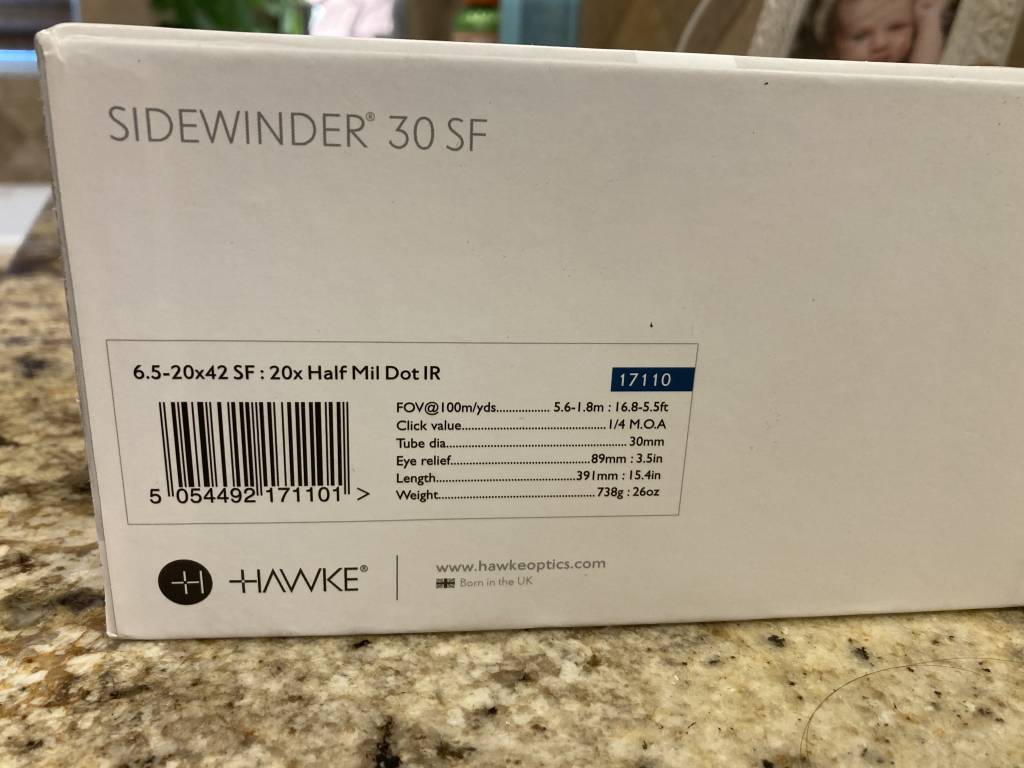 SIDEWINDER® 30 SF
6.5-20x42 SF : 20x Half Mil Dot IR
17110
FOV@100m/yds................. 5.6-1.8m : 16.8-5.5ft
Click value.............................................1/4 M.O.A
Tube dia......................................................... 30mm
Eye relief............................................89mm : 3.5in
Length............................................391mm : 15.4in
Weight.................................................738g : 26oz
5 054492 171101 >
H HAWKE®
www.hawkeoptics.com
Born in the UK